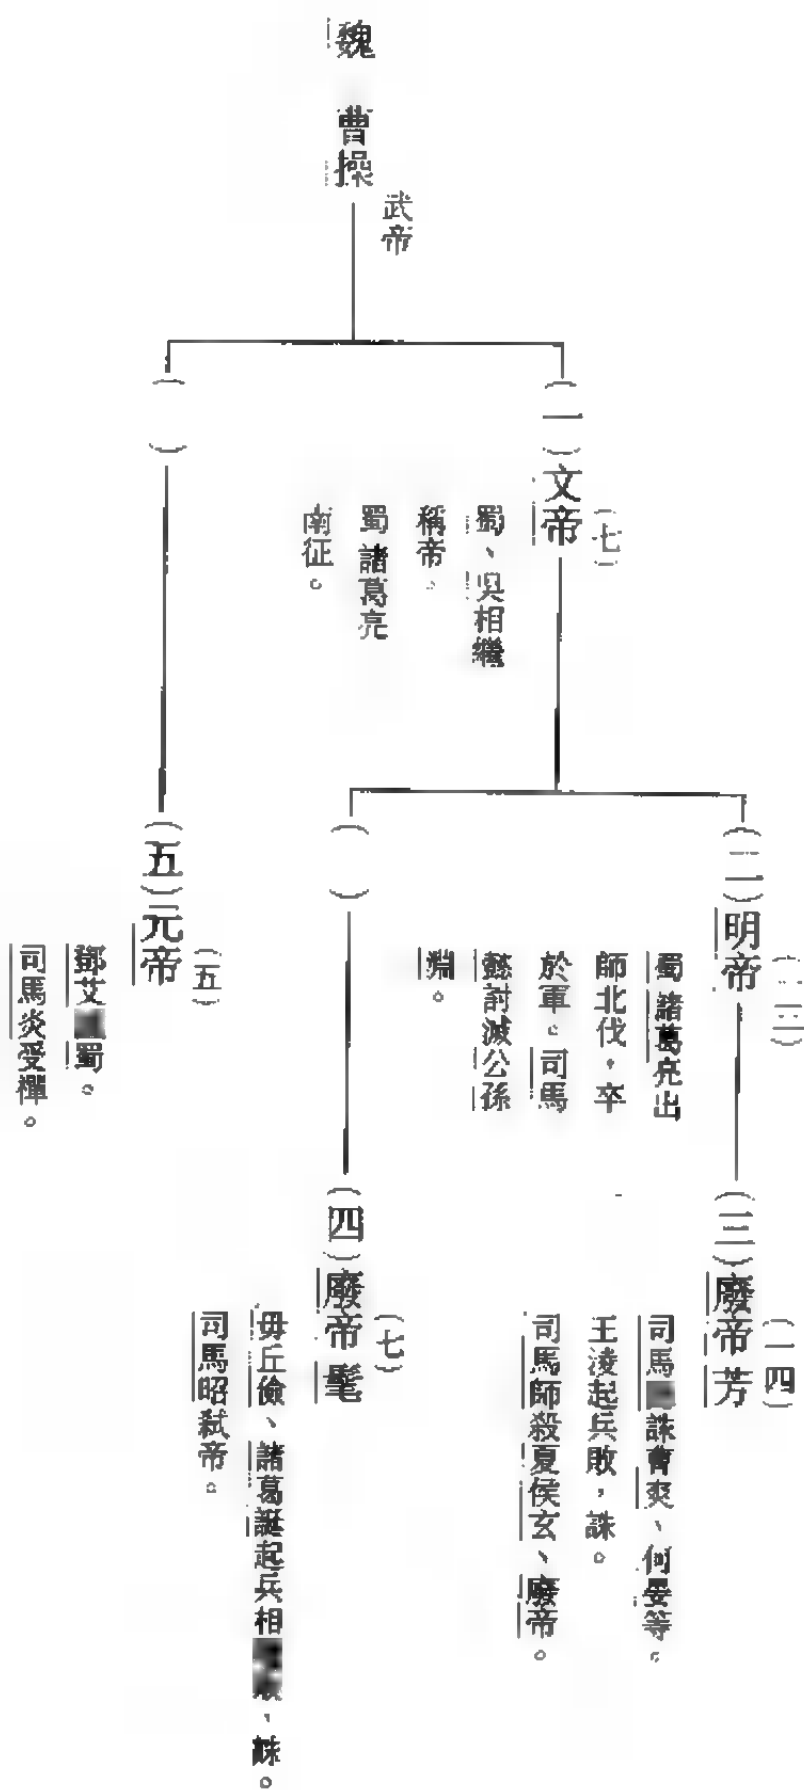 魏 曹操
武帝
(一)文帝
(七)
蜀、吳相繼
稱帝。
蜀諸葛亮
南征。
(二)明帝
蜀諸葛亮出
師北伐,卒
於軍。司馬
懿討滅公孫
淵。
(三)廢帝芳
(一四)
司馬誅曹爽、何晏等。
王淩起兵敗,誅。
司馬師殺夏侯玄、廢帝。
( )
(四)廢帝髦
(七)
毋丘儉、諸葛誕起兵相,誅。
司馬昭弒帝。
( )
(五)元帝
(五)
鄧艾蜀。
司馬炎受禪。